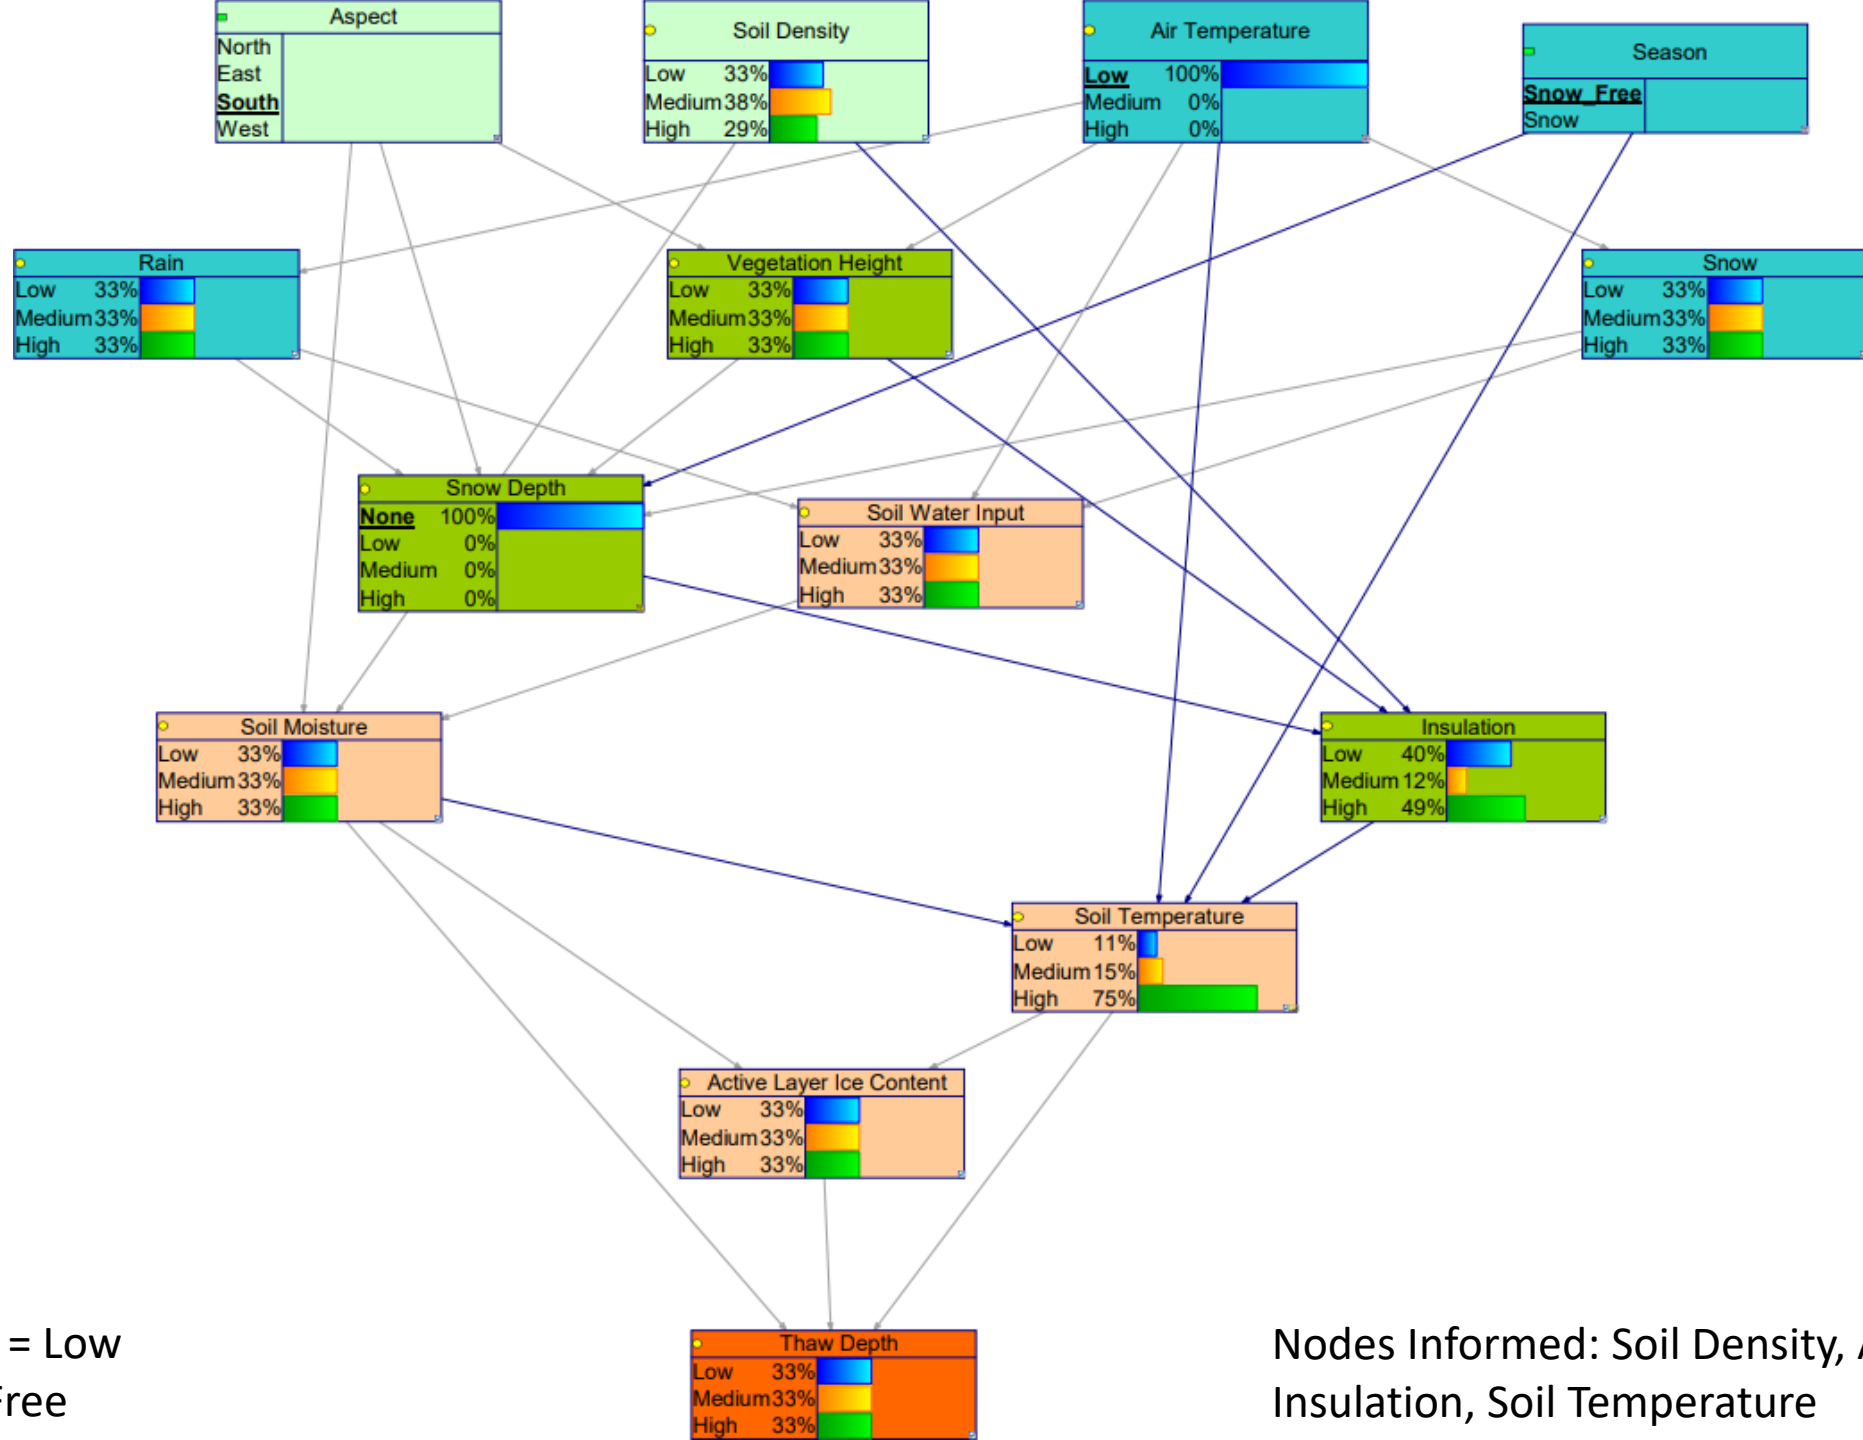 Aspect
North
East
South
West
Soil Density
Low 33%
Medium 38%
High 29%
Air Temperature
Low 100%
Medium 0%
High 0%
Season
Snow_Free
Snow
Rain
Low 33%
Medium 33%
High 33%
Vegetation Height
Low 33%
Medium 33%
High 33%
Snow
Low 33%
Medium 33%
High 33%
Snow Depth
None 100%
Low 0%
Medium 0%
High 0%
Soil Water Input
Low 33%
Medium 33%
High 33%
Soil Moisture
Low 33%
Medium 33%
High 33%
Insulation
Low 40%
Medium 12%
High 49%
Soil Temperature
Low 11%
Medium 15%
High 75%
Active Layer Ice Content
Low 33%
Medium 33%
High 33%
Thaw Depth
Low 33%
Medium 33%
High 33%
= Low
Free
Nodes Informed: Soil Density,
Insulation, Soil Temperature